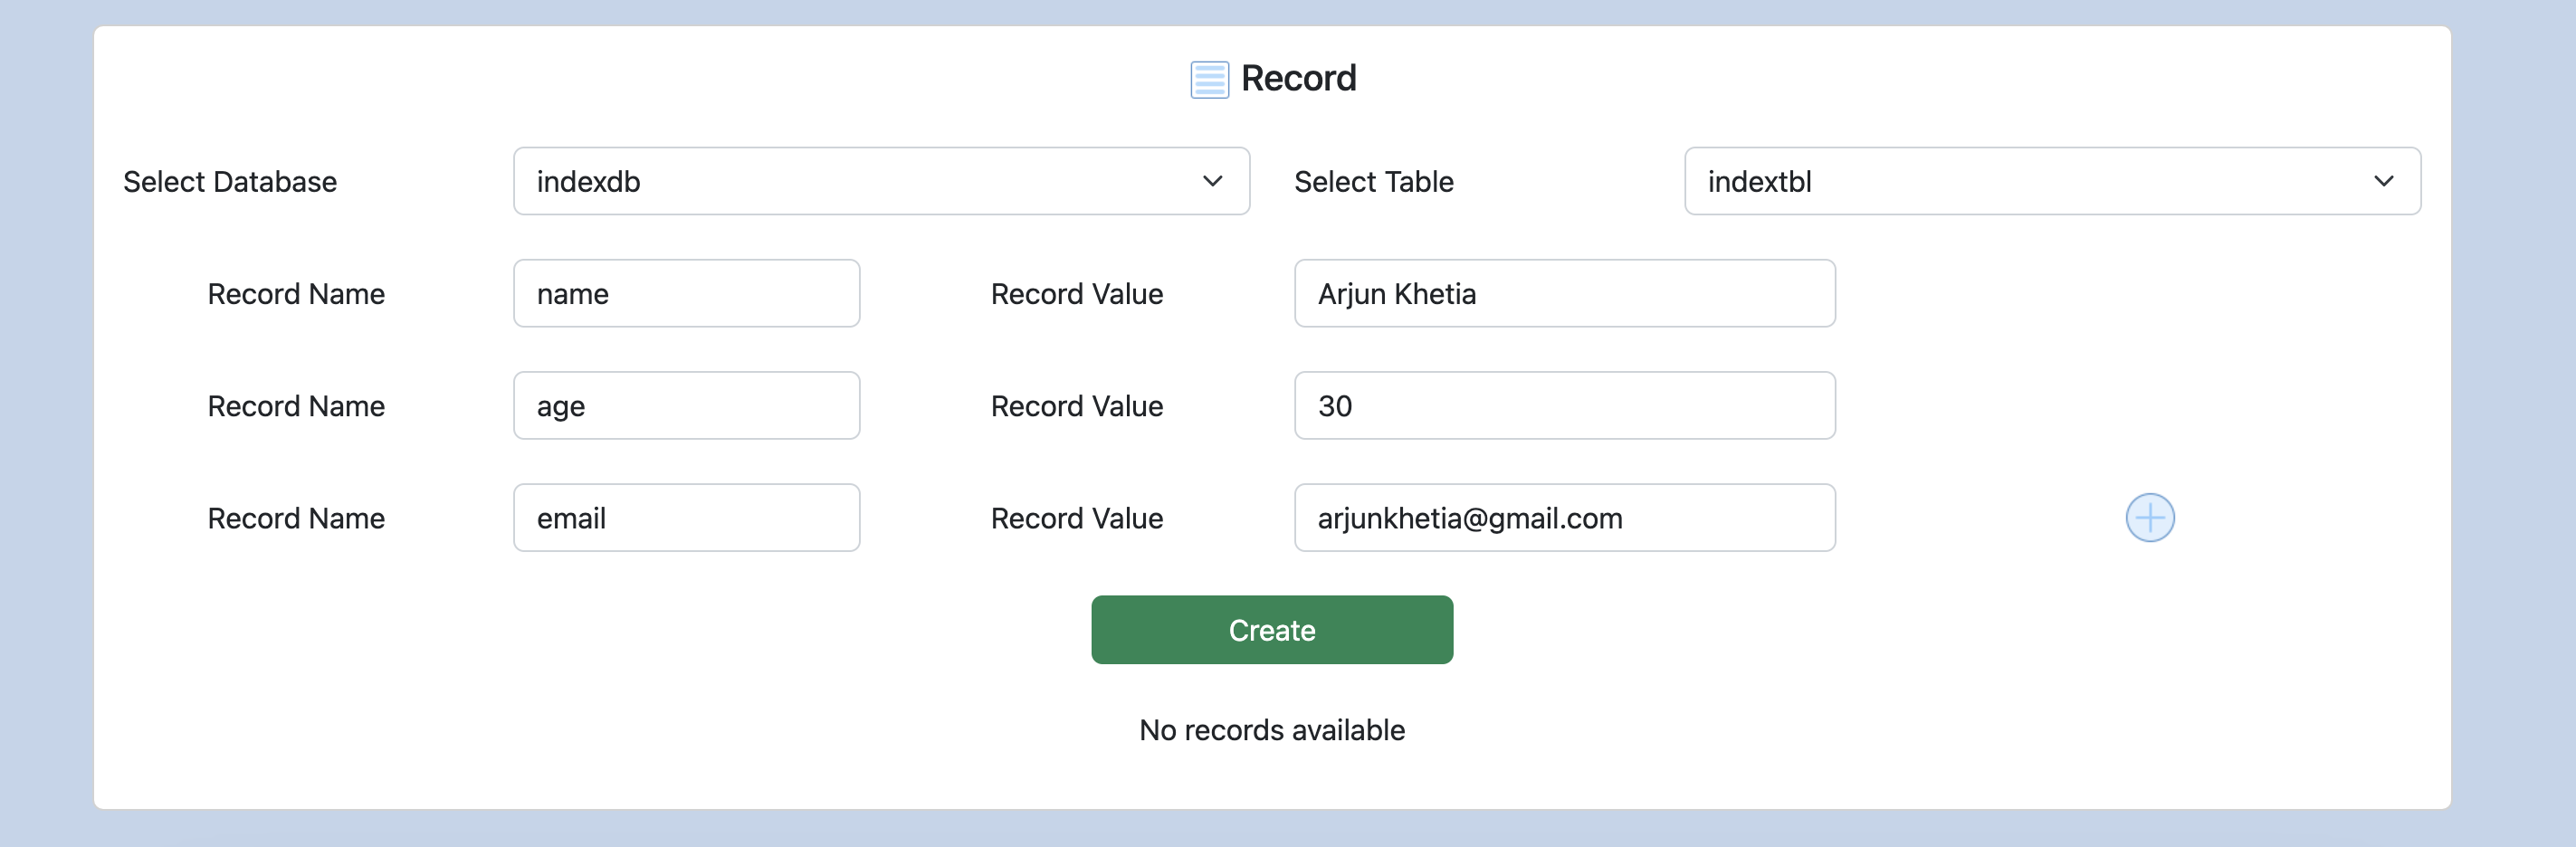 Record
Select Database indexdb Select Table indextbl
Record Name name Record Value Arjun Khetia
Record Name age Record Value 30
Record Name email Record Value arjunkhetia@gmail.com
Create
No records available